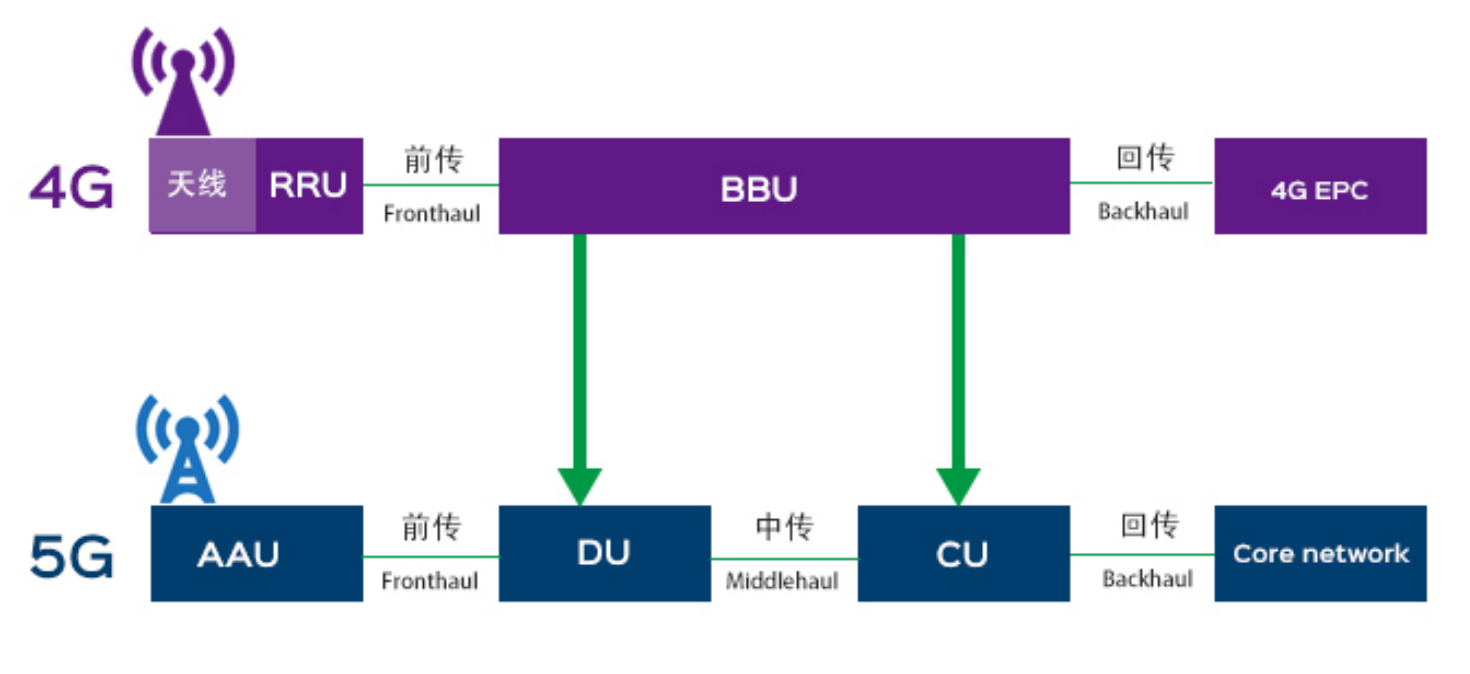 4G
天线
RRU
前传
Fronthaul
BBU
回传
Backhaul
4G EPC
5G
AAU
前传
Fronthaul
DU
中传
Middlehaul
CU
回传
Backhaul
Core network